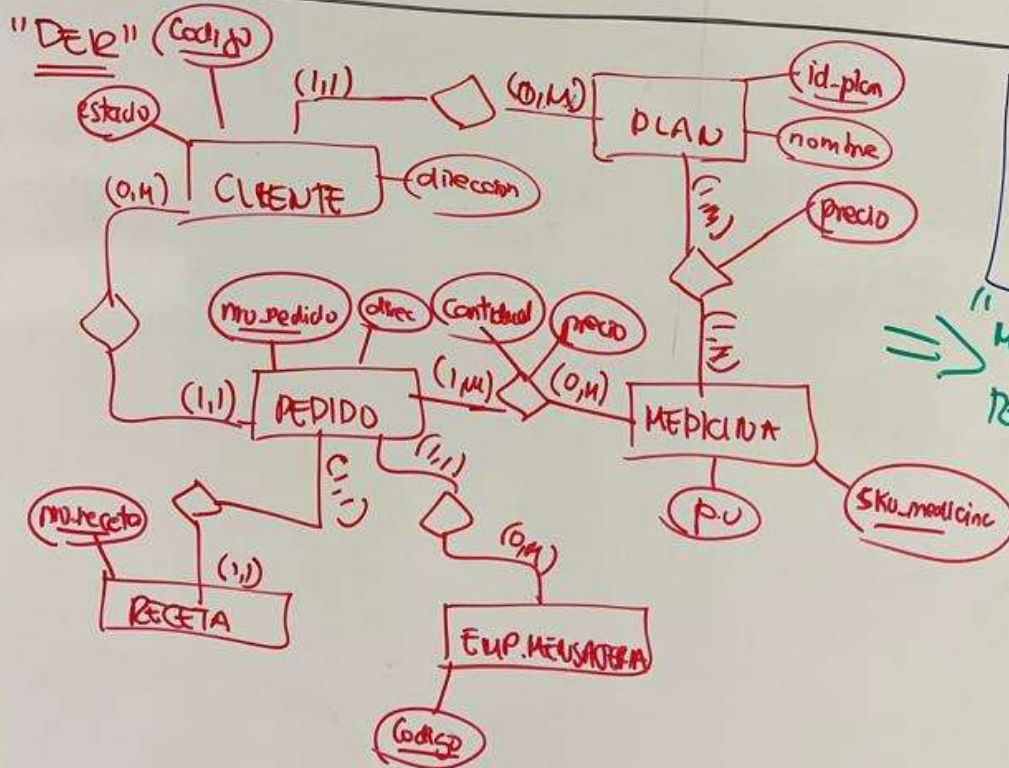 "DER"
Codigo
estado
(1,1)
(0,M)
PLAN
id_plan
nombre
CLIENTE
direccion
(0,M)
precio
nro_pedido
direc
Cantidad
precio
(1,1)
PEDIDO
(1,M)
(0,M)
MEDICINA
P.U
SKU_medicina
(1,1)
(0,M)
nro_receta
(1,1)
RECETA
EMP.MENSAJERIA
Codigo